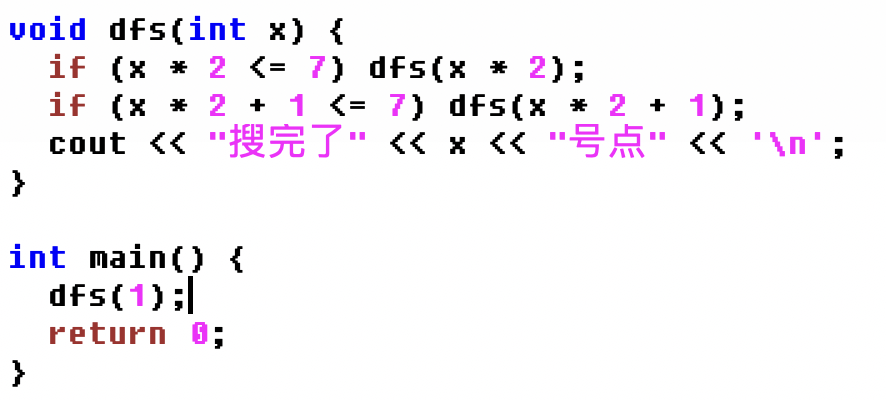 void dfs(int x) {
  if (x * 2 <= 7) dfs(x * 2);
  if (x * 2 + 1 <= 7) dfs(x * 2 + 1);
  cout << "搜完了" << x << "号点" << '\n';
}

int main() {
  dfs(1);
  return 0;
}